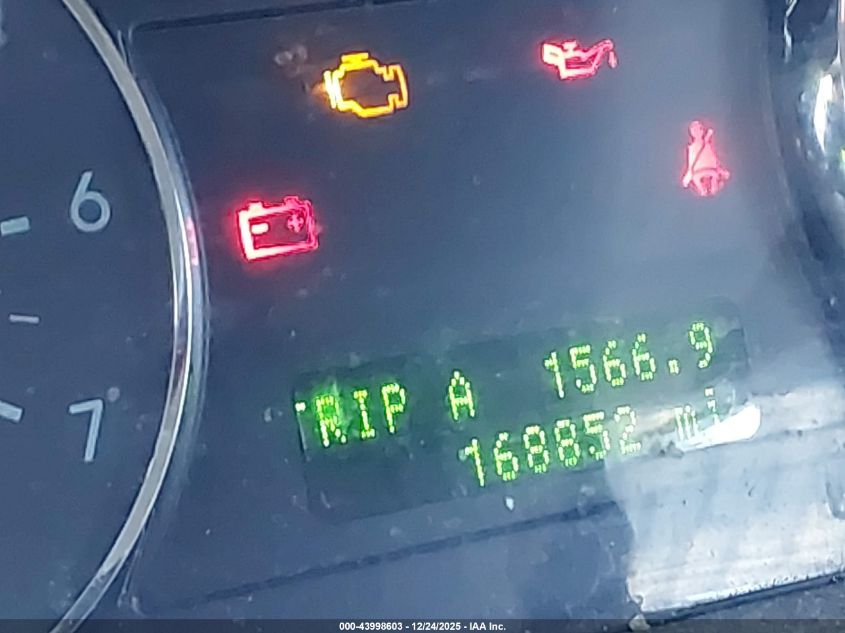 6
7
TRIP A 1566.9
168852 mi
000-43998603 - 12/24/2025 - IAA Inc.